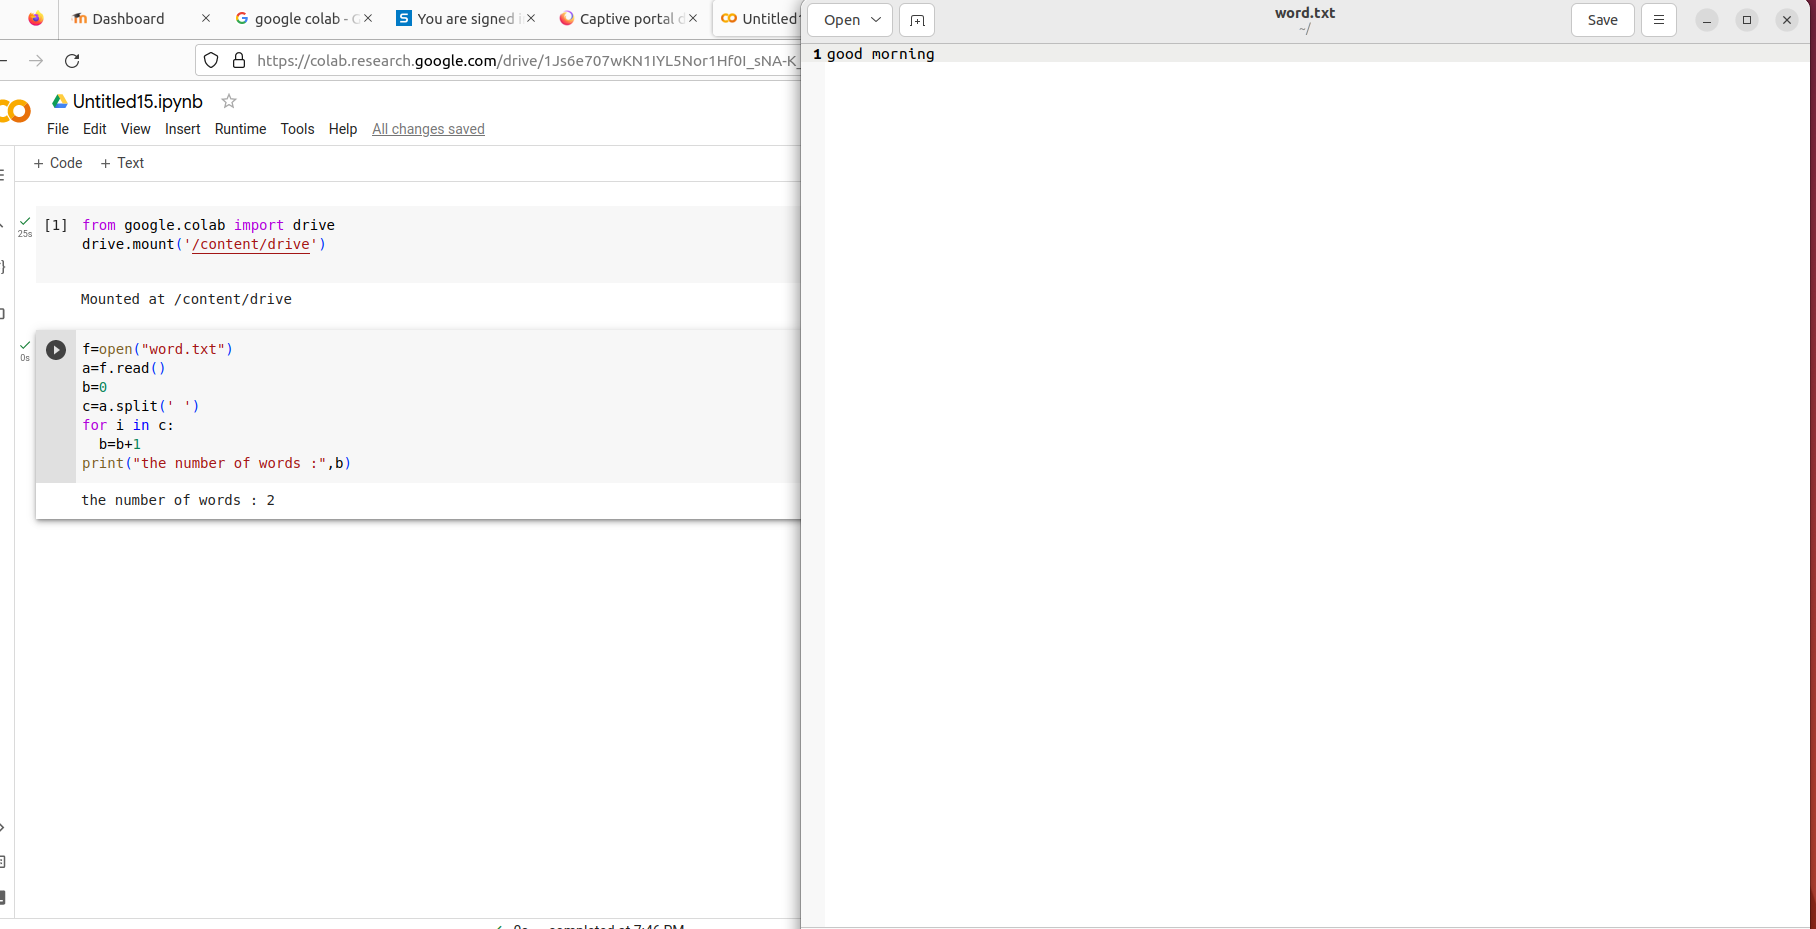 Dashboard
google colab - G
You are signed i
Captive portal d
Untitled
https://colab.research.google.com/drive/1Js6e707wKN1IYL5Nor1Hf0I_sNA-K_
Untitled15.ipynb
File Edit View Insert Runtime Tools Help All changes saved
+ Code + Text
25s
[1] from google.colab import drive
drive.mount('/content/drive')
Mounted at /content/drive
0s
f=open("word.txt")
a=f.read()
b=0
c=a.split(' ')
for i in c:
  b=b+1
print("the number of words :",b)
the number of words : 2
0s completed at 7:46 PM
Open
word.txt
~/
Save
1 good morning